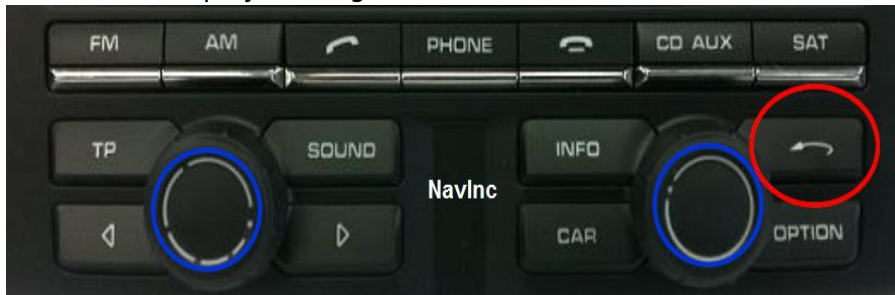 FM AM PHONE CD AUX SAT
TP SOUND INFO
NavInc
CAR OPTION